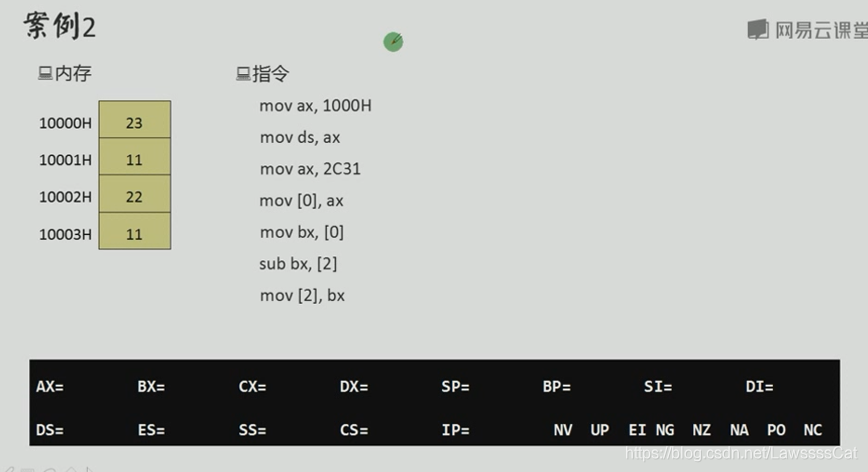 案例2
网易云课堂
内存
指令
10000H 23
10001H 11
10002H 22
10003H 11
mov ax, 1000H
mov ds, ax
mov ax, 2C31
mov [0], ax
mov bx, [0]
sub bx, [2]
mov [2], bx
AX= BX= CX= DX= SP= BP= SI= DI=
DS= ES= SS= CS= IP= NV UP EI NG NZ NA PO NC
https://blog.csdn.net/LawssssCat